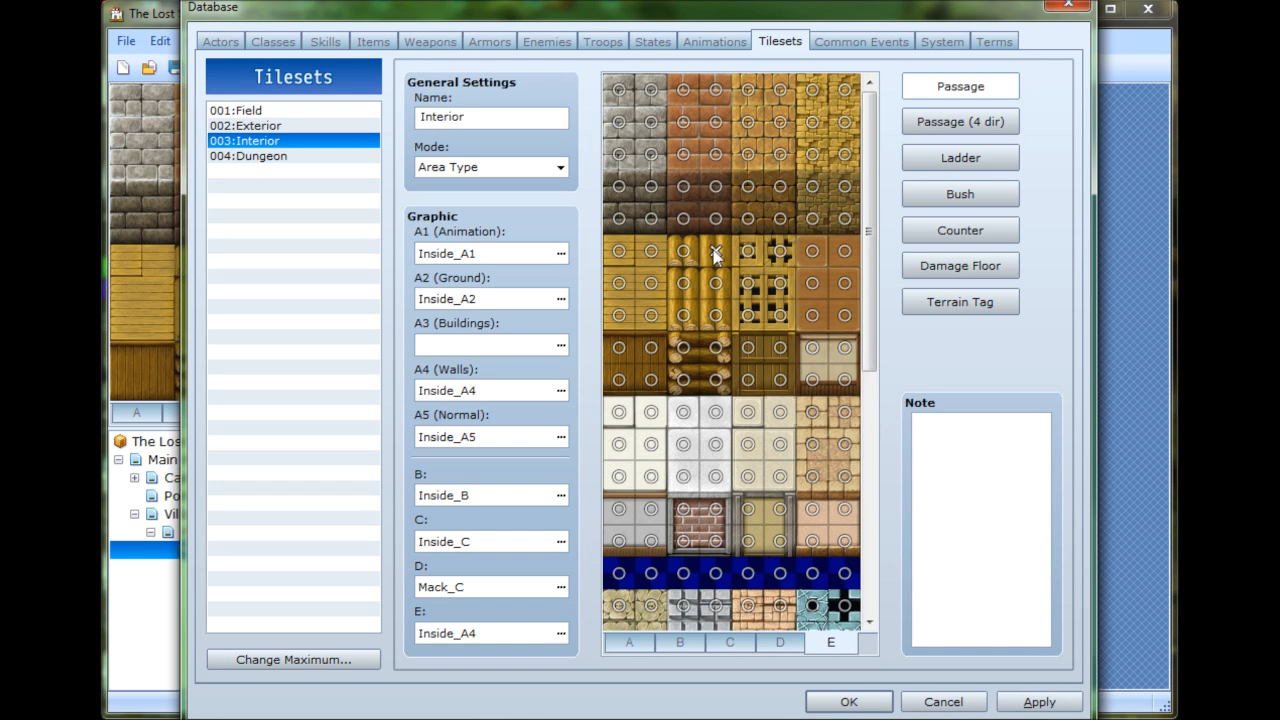 Database
The Lost
File Edit
Actors Classes Skills Items Weapons Armors Enemies Troops States Animations Tilesets Common Events System Terms
Tilesets
001:Field
002:Exterior
003:Interior
004:Dungeon
Change Maximum...
General Settings
Name:
Interior
Mode:
Area Type
Graphic
A1 (Animation):
Inside_A1
A2 (Ground):
Inside_A2
A3 (Buildings):
A4 (Walls):
Inside_A4
A5 (Normal):
Inside_A5
B:
Inside_B
C:
Inside_C
D:
Mack_C
E:
Inside_A4
A B C D E
Passage
Passage (4 dir)
Ladder
Bush
Counter
Damage Floor
Terrain Tag
Note
A
The Los
Main
Ca
Po
Vil
OK Cancel Apply